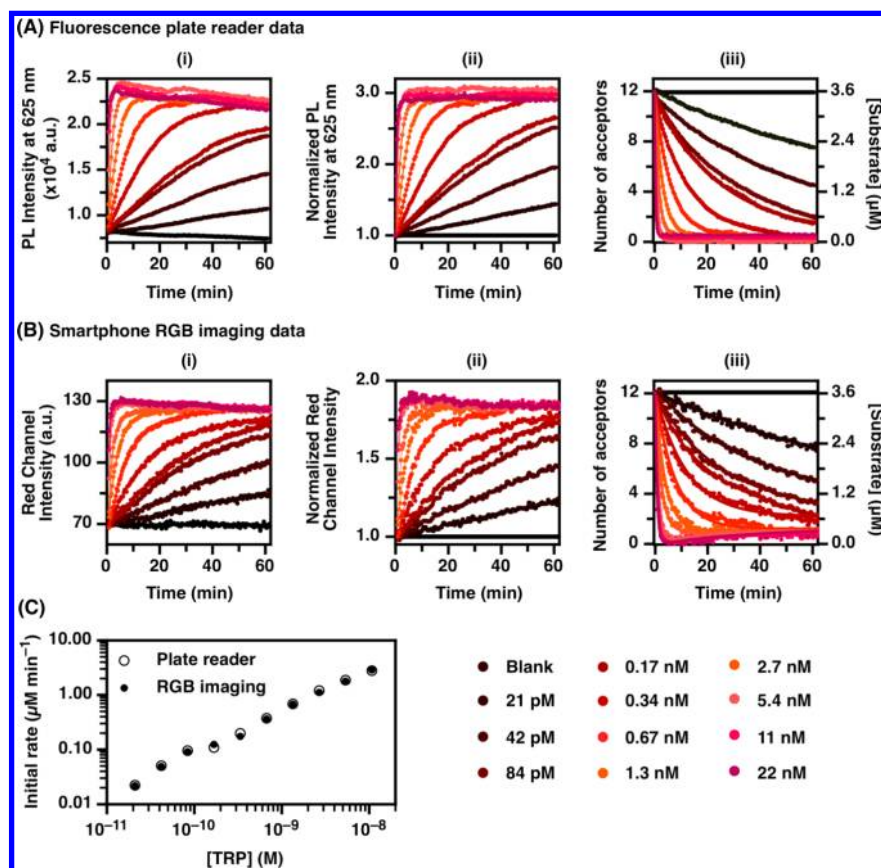 (A) Fluorescence plate reader data
(i)
PL Intensity at 625 nm
(x10⁴ a.u.)
2.5
2.0
1.5
1.0
0 20 40 60
Time (min)
(ii)
Normalized PL
Intensity at 625 nm
3.0
2.0
1.0
0 20 40 60
Time (min)
(iii)
Number of acceptors
12
8
4
0
3.6
2.4
1.2
0.0
[Substrate] (µM)
0 20 40 60
Time (min)
(B) Smartphone RGB imaging data
(i)
Red Channel
Intensity (a.u.)
130
100
70
0 20 40 60
Time (min)
(ii)
Normalized Red
Channel Intensity
2.0
1.5
1.0
0 20 40 60
Time (min)
(iii)
Number of acceptors
12
8
4
0
3.6
2.4
1.2
0.0
[Substrate] (µM)
0 20 40 60
Time (min)
(C)
Initial rate (µM min⁻¹)
10.00
1.00
0.10
0.01
Plate reader
RGB imaging
10⁻¹¹ 10⁻¹⁰ 10⁻⁹ 10⁻⁸
[TRP] (M)
Blank
21 pM
42 pM
84 pM
0.17 nM
0.34 nM
0.67 nM
1.3 nM
2.7 nM
5.4 nM
11 nM
22 nM